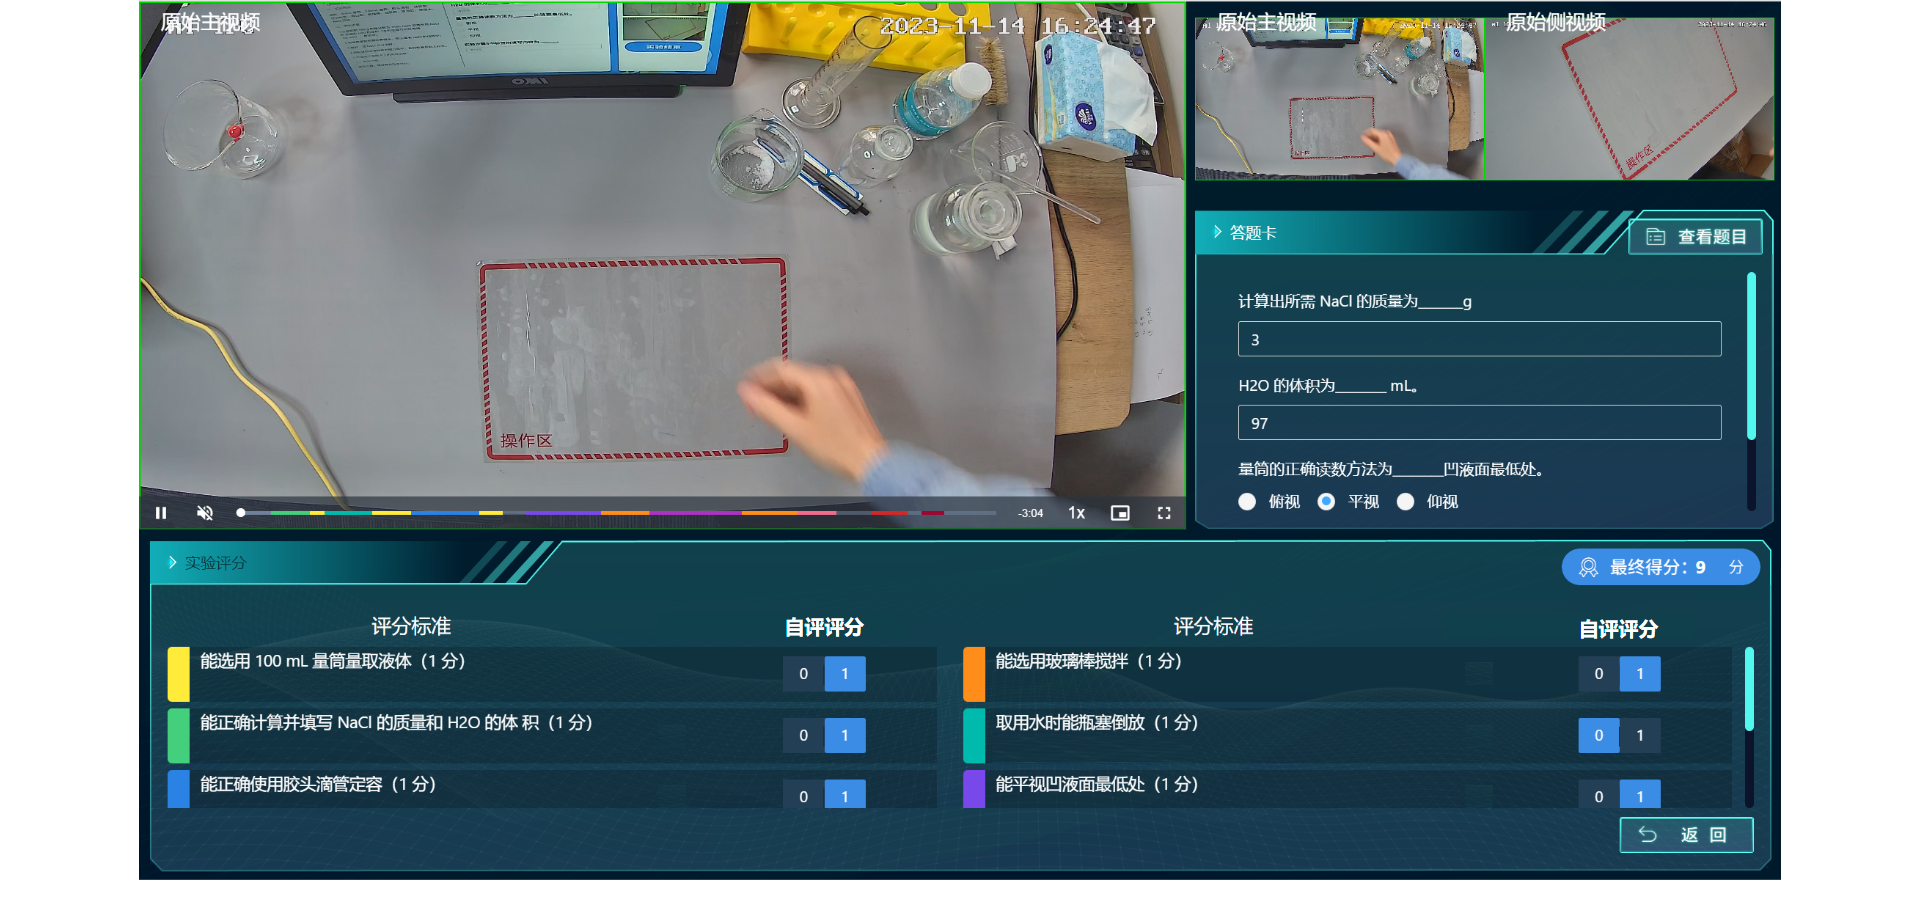 原始主视频
2023-11-14 16:24:47
操作区
-3:04
1x
原始主视频
原始侧视频
操作区
答题卡
查看题目
计算出所需 NaCl 的质量为______g
3
H2O 的体积为_______ mL。
97
量筒的正确读数方法为_______凹液面最低处。
俯视 平视 仰视
实验评分
最终得分：9 分
评分标准 自评评分 评分标准 自评评分
能选用 100 mL 量筒量取液体（1 分） 0 1
能选用玻璃棒搅拌（1 分） 0 1
能正确计算并填写 NaCl 的质量和 H2O 的体 积（1 分） 0 1
取用水时能瓶塞倒放（1 分） 0 1
能正确使用胶头滴管定容（1 分） 0 1
能平视凹液面最低处（1 分） 0 1
返 回